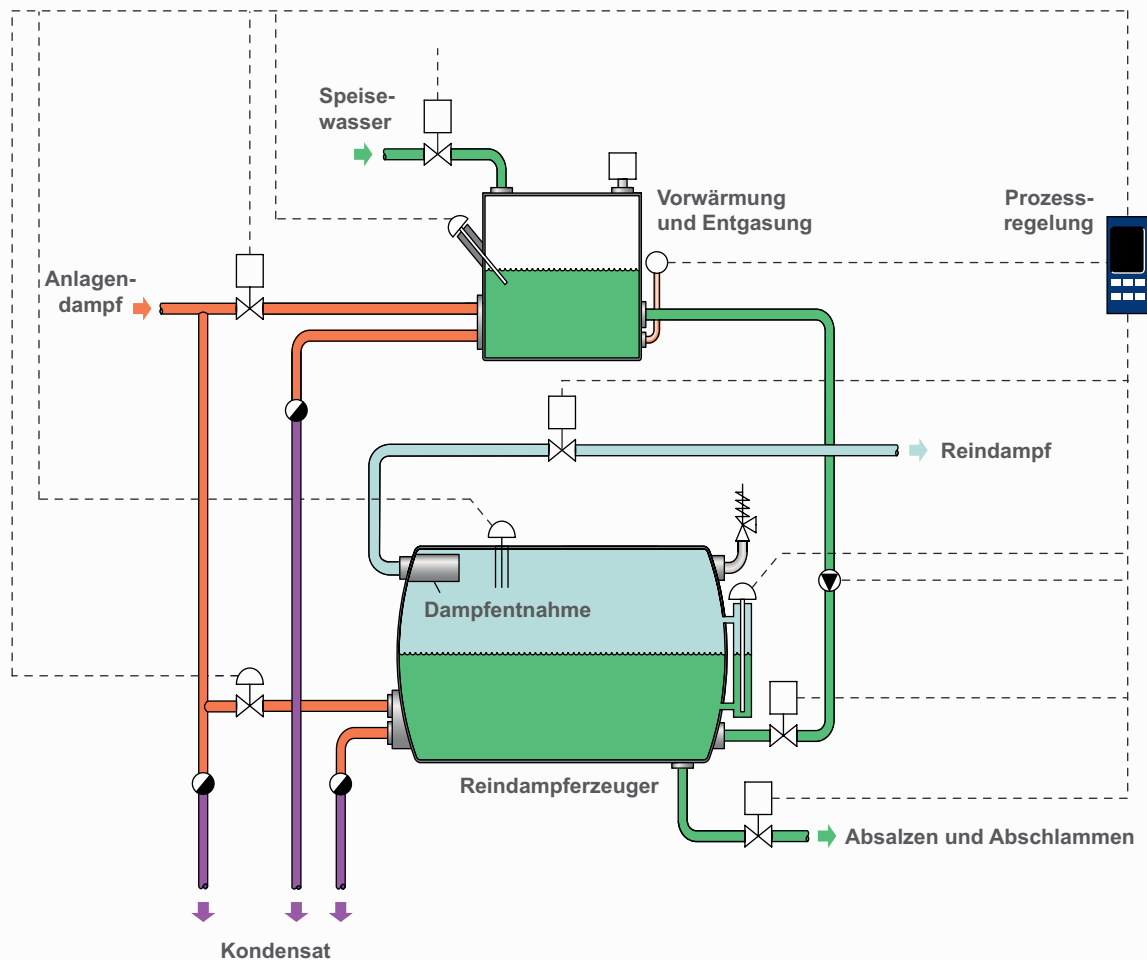 Speise-
wasser
Vorwärmung
und Entgasung
Prozess-
regelung
Anlagen-
dampf
Reindampf
Dampfentnahme
Reindampferzeuger
Absalzen und Abschlammen
Kondensat